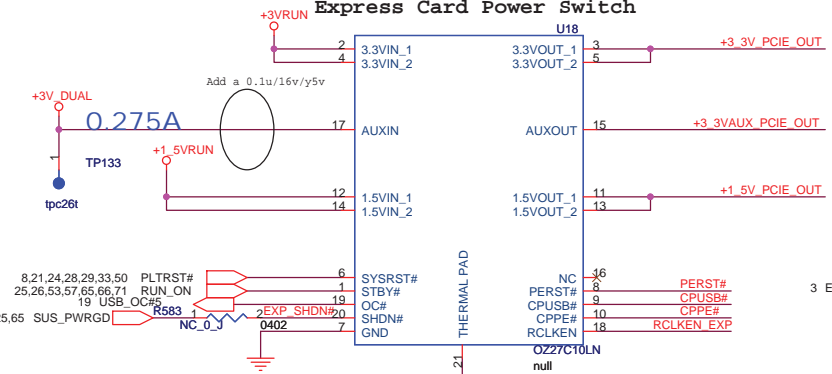 Express Card Power Switch
+3VRUN
U18
2 3.3VIN_1 3.3VOUT_1 3 +3_3V_PCIE_OUT
4 3.3VIN_2 3.3VOUT_2 5
Add a 0.1u/16v/y5v
+3V_DUAL
0.275A
17 AUXIN AUXOUT 15 +3_3VAUX_PCIE_OUT
+1_5VRUN
1
TP133
tpc26t
12 1.5VIN_1 1.5VOUT_1 11 +1_5V_PCIE_OUT
14 1.5VIN_2 1.5VOUT_2 13
THERMAL PAD
8,21,24,28,29,33,50 PLTRST# 6 SYSRST# NC 16
25,26,53,57,65,66,71 RUN_ON 1 STBY# PERST# 8 PERST# 3 E
19 USB_OC#5 19 OC# CPUSB# 9 CPUSB#
5,65 SUS_PWRGD R583 1 2 EXP_SHDN# 20 SHDN# CPPE# 10 CPPE#
NC_0_J 0402 7 GND RCLKEN 18 RCLKEN_EXP
OZ27C10LN
21 null